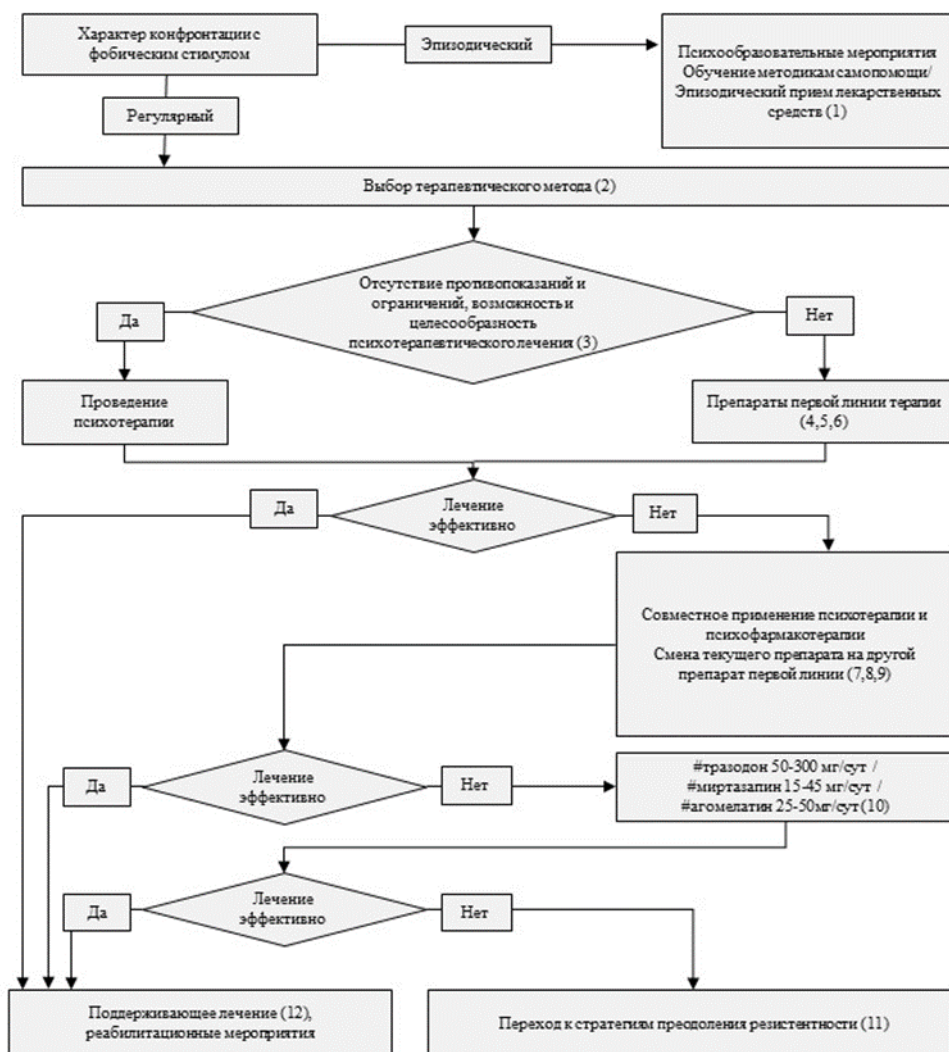 Характер конфронтации с
фобическим стимулом
Эпизодический
Психообразовательные мероприятия
Обучение методикам самопомощи/
Эпизодический прием лекарственных
средств (1)
Регулярный
Выбор терапевтического метода (2)
Отсутствие противопоказаний и
ограничений, возможность и
целесообразность
психотерапевтического лечения (3)
Да
Нет
Проведение
психотерапии
Препараты первой линии терапии
(4,5,6)
Да
Лечение
эффективно
Нет
Совместное применение психотерапии и
психофармакотерапии
Смена текущего препарата на другой
препарат первой линии (7,8,9)
Да
Лечение
эффективно
Нет
#тразодон 50-300 мг/сут /
#миртазапин 15-45 мг/сут /
#агомелатин 25-50мг/сут (10)
Да
Лечение
эффективно
Нет
Поддерживающее лечение (12),
реабилитационные мероприятия
Переход к стратегиям преодоления резистентности (11)